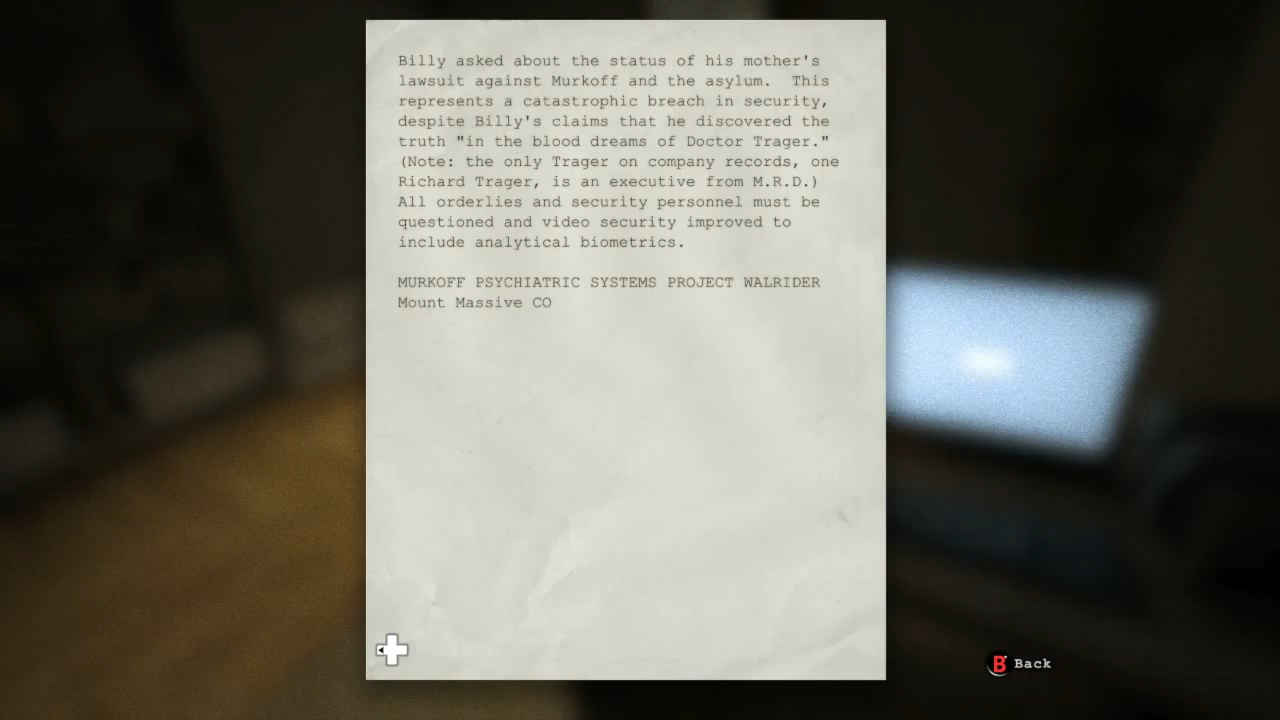 Billy asked about the status of his mother's
lawsuit against Murkoff and the asylum.  This
represents a catastrophic breach in security,
despite Billy's claims that he discovered the
truth "in the blood dreams of Doctor Trager."
(Note: the only Trager on company records, one
Richard Trager, is an executive from M.R.D.)
All orderlies and security personnel must be
questioned and video security improved to
include analytical biometrics.

MURKOFF PSYCHIATRIC SYSTEMS PROJECT WALRIDER
Mount Massive CO
B Back